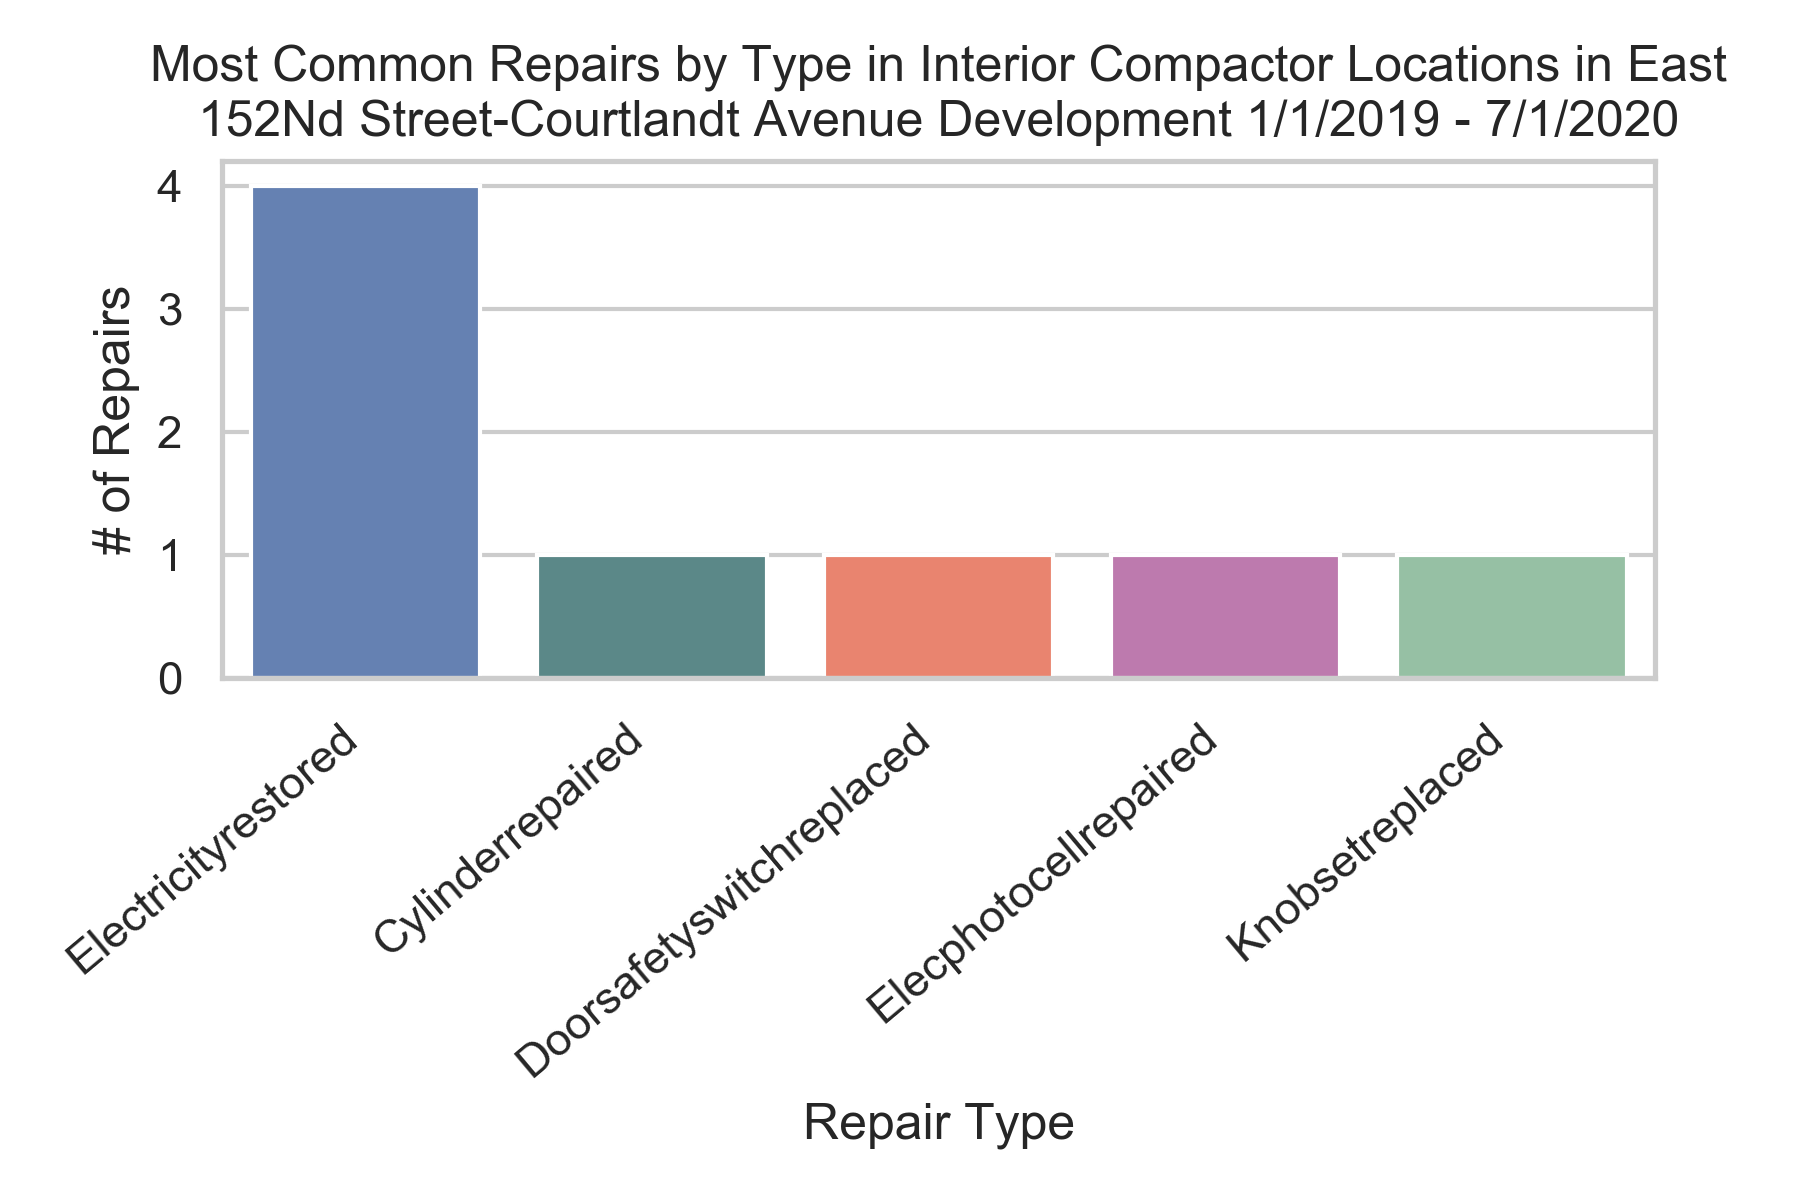 Most Common Repairs by Type in Interior Compactor Locations in East
152Nd Street-Courtlandt Avenue Development 1/1/2019 - 7/1/2020
# of Repairs
4
3
2
1
0
Electricityrestored
Cylinderrepaired
Doorsafetyswitchreplaced
Elecphotocellrepaired
Knobsetreplaced
Repair Type